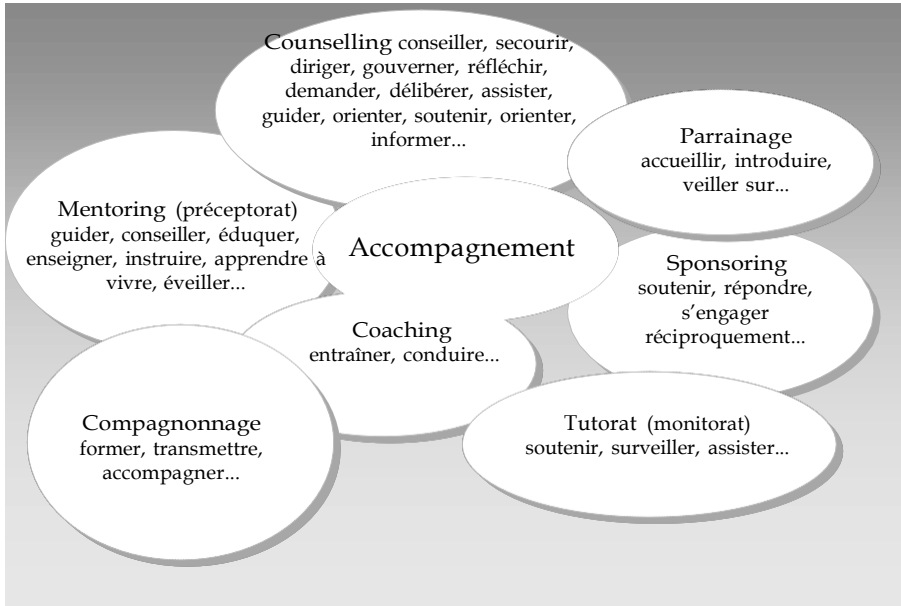 Counselling conseiller, secourir,
diriger, gouverner, réfléchir,
demander, délibérer, assister,
guider, orienter, soutenir, orienter,
informer...
Parrainage
accueillir, introduire,
veiller sur...
Mentoring (préceptorat)
guider, conseiller, éduquer,
enseigner, instruire, apprendre à
vivre, éveiller...
Accompagnement
Sponsoring
soutenir, répondre,
s’engager
réciproquement...
Coaching
entraîner, conduire...
Compagnonnage
former, transmettre,
accompagner...
Tutorat (monitorat)
soutenir, surveiller, assister...